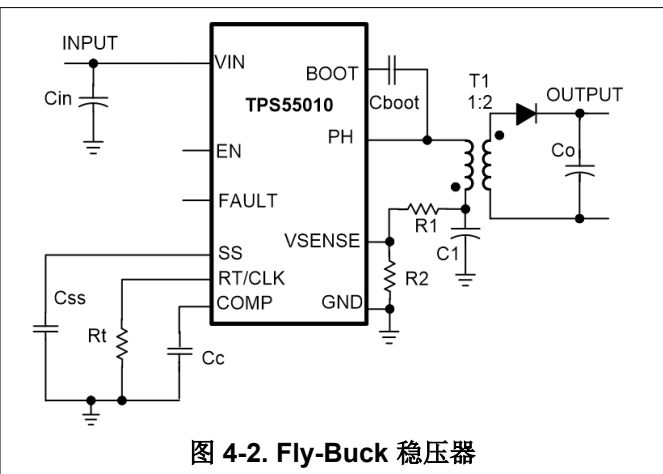 INPUT
VIN
BOOT
T1
1:2
OUTPUT
Cin
TPS55010
Cboot
PH
Co
EN
FAULT
R1
VSENSE
C1
SS
RT/CLK
R2
Css
COMP
GND
Rt
Cc
图 4-2. Fly-Buck 稳压器